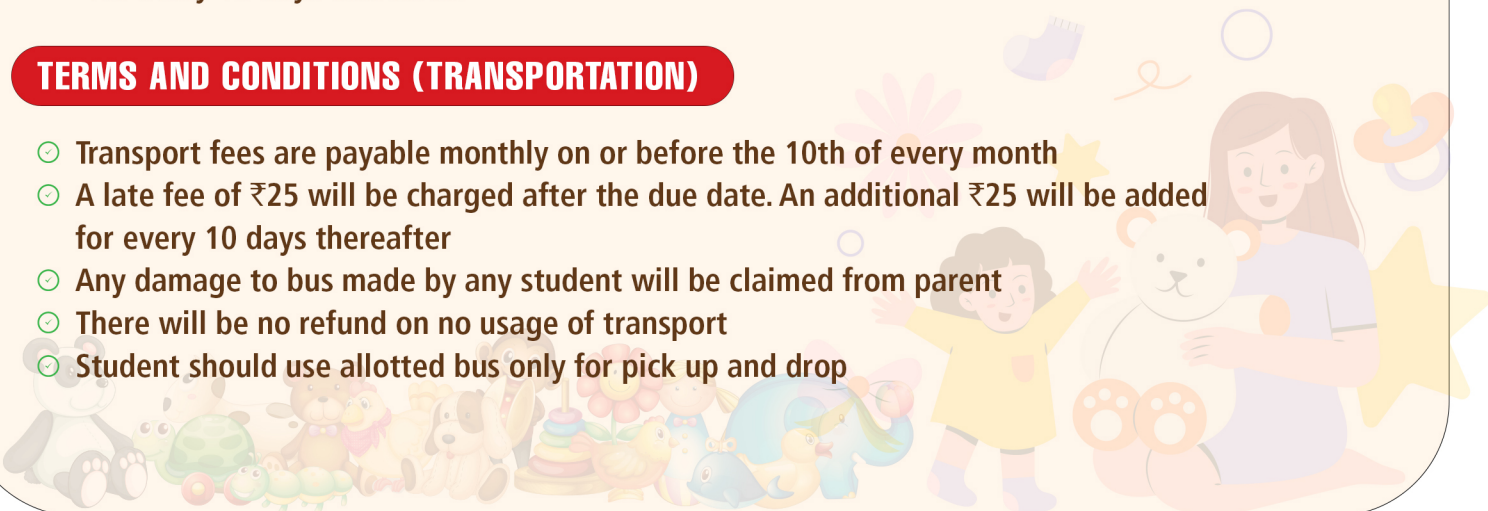 TERMS AND CONDITIONS (TRANSPORTATION)
Transport fees are payable monthly on or before the 10th of every month
A late fee of ₹25 will be charged after the due date. An additional ₹25 will be added
for every 10 days thereafter
Any damage to bus made by any student will be claimed from parent
There will be no refund on no usage of transport
Student should use allotted bus only for pick up and drop